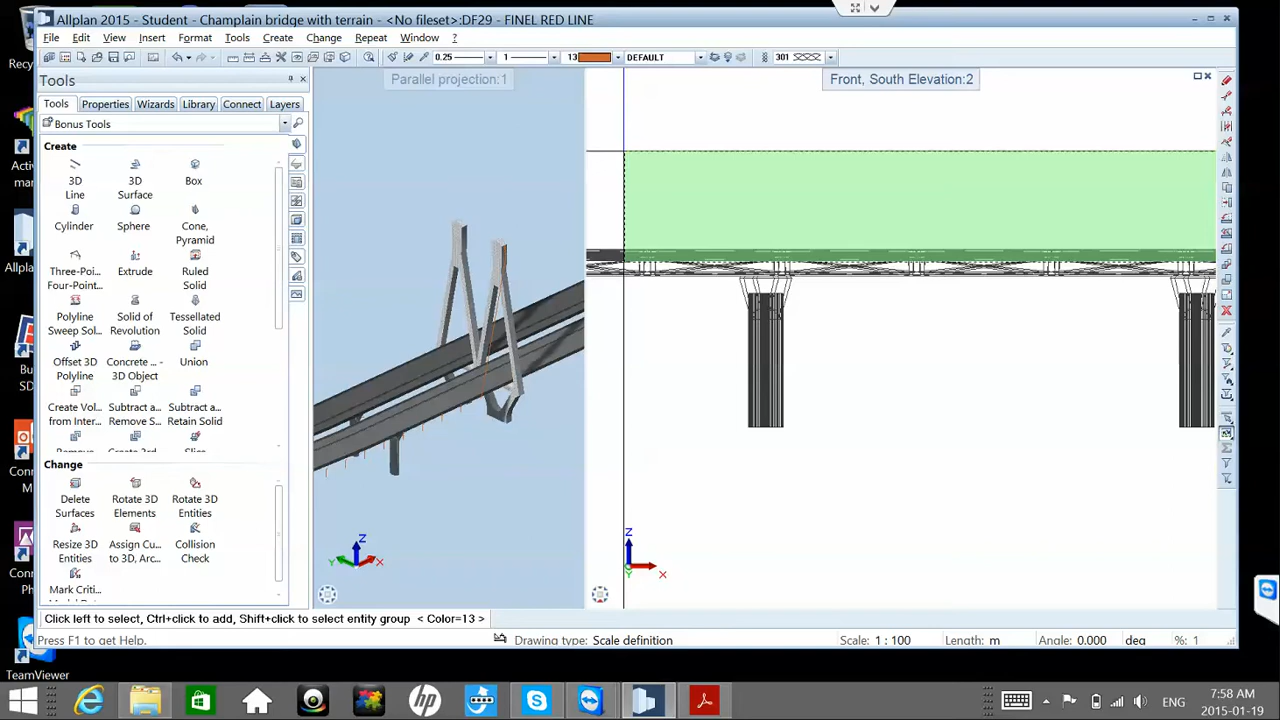 Allplan 2015 - Student - Champlain bridge with terrain - <No fileset>:DF29 - FINEL RED LINE
File Edit View Insert Format Tools Create Change Repeat Window ?
0.25 1 13 DEFAULT 301
Tools
Parallel projection:1
Front, South Elevation:2
Tools Properties Wizards Library Connect Layers
Bonus Tools
Create
3D Line
3D Surface
Box
Cylinder
Sphere
Cone, Pyramid
Three-Poi... Four-Point...
Extrude
Ruled Solid
Polyline Sweep Sol...
Solid of Revolution
Tessellated Solid
Offset 3D Polyline
Concrete ... - 3D Object
Union
Create Vol... from Inter...
Subtract a... Remove S...
Subtract a... Retain Solid
Change
Delete Surfaces
Rotate 3D Elements
Rotate 3D Entities
Resize 3D Entities
Assign Cu... to 3D, Arc...
Collision Check
Mark Criti...
Z
Y
X
Z
Y
X
Click left to select, Ctrl+click to add, Shift+click to select entity group < Color=13 >
Press F1 to get Help.
Drawing type: Scale definition
Scale: 1 : 100
Length: m
Angle: 0.000
deg
%: 1
Recy
Allpl
TeamViewer
hp
ENG
7:58 AM
2015-01-19